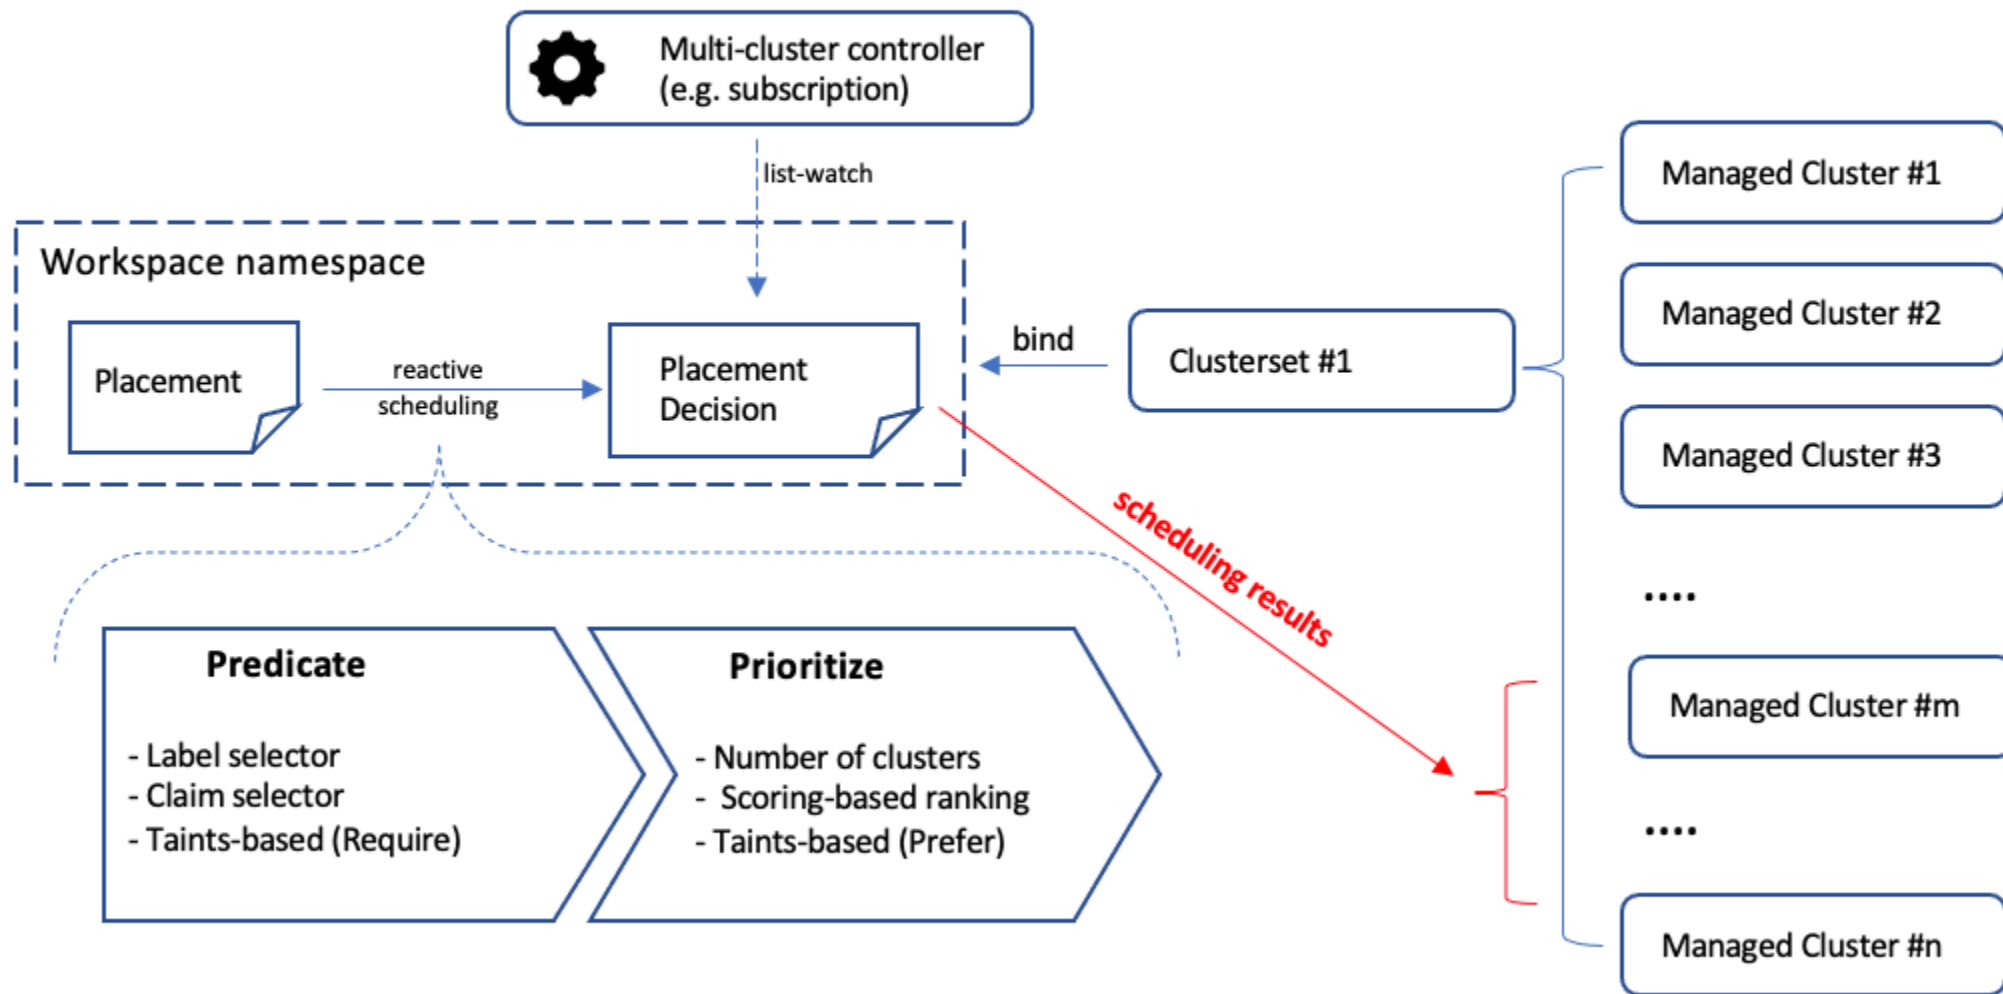 Multi-cluster controller
(e.g. subscription)
list-watch
Workspace namespace
Placement
reactive
scheduling
Placement
Decision
bind
Clusterset #1
Managed Cluster #1
Managed Cluster #2
Managed Cluster #3
....
Managed Cluster #m
....
Managed Cluster #n
scheduling results
Predicate
- Label selector
- Claim selector
- Taints-based (Require)
Prioritize
- Number of clusters
- Scoring-based ranking
- Taints-based (Prefer)